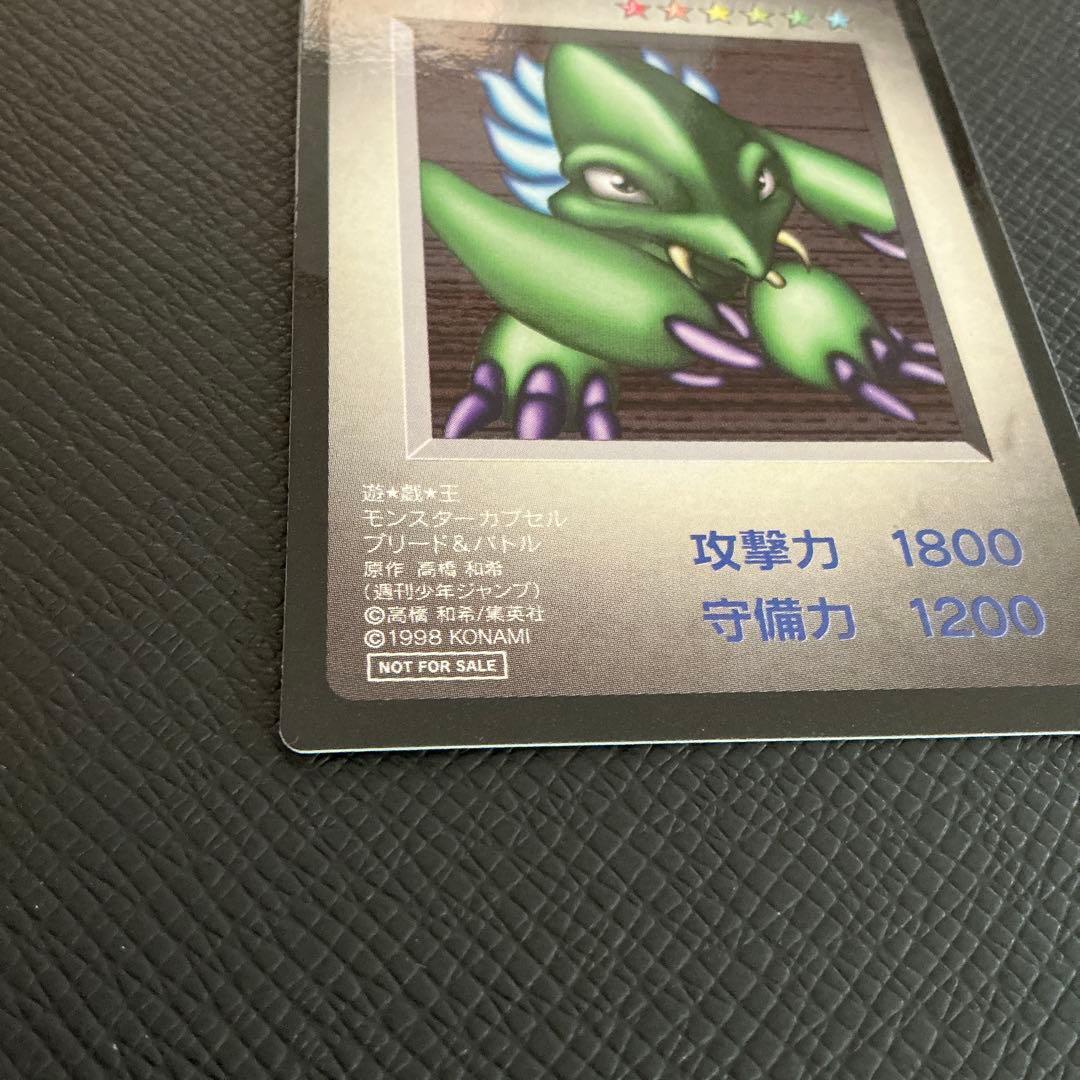 遊★戯★王
モンスターカプセル
ブリード&バトル
原作 高橋 和希
(週刊少年ジャンプ)
©高橋 和希/集英社
©1998 KONAMI
NOT FOR SALE
攻撃力 1800
守備力 1200